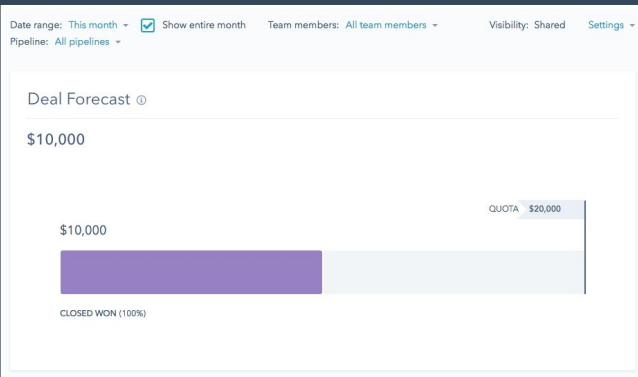 Date range: This month Show entire month Team members: All team members Visibility: Shared Settings
Pipeline: All pipelines
Deal Forecast
$10,000
QUOTA $20,000
$10,000
CLOSED WON (100%)